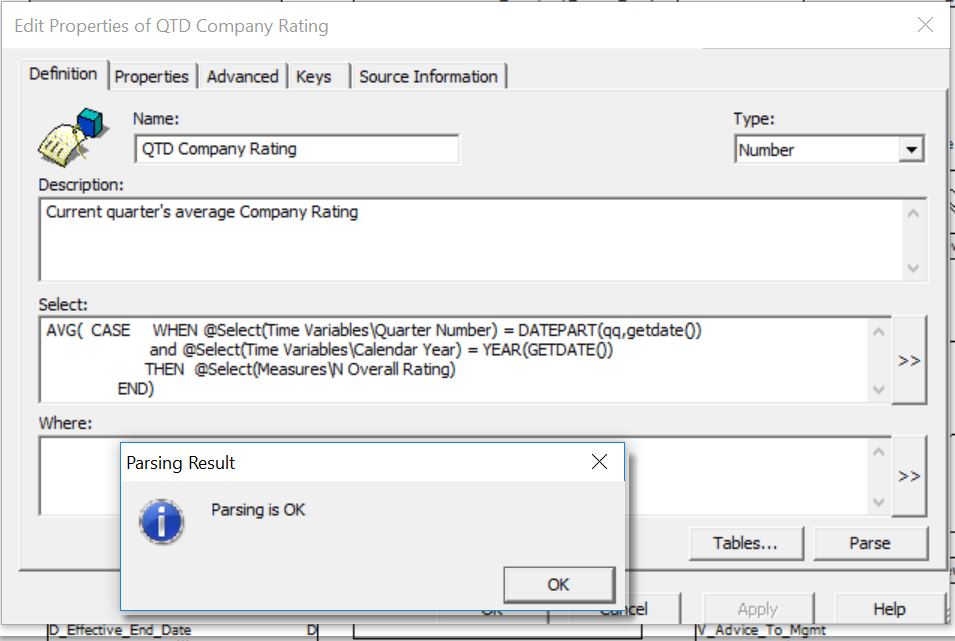 Edit Properties of QTD Company Rating
Definition Properties Advanced Keys Source Information
Name:
Type:
QTD Company Rating
Number
Description:
Current quarter's average Company Rating
Select:
AVG( CASE WHEN @Select(Time Variables\Quarter Number) = DATEPART(qq,getdate())
and @Select(Time Variables\Calendar Year) = YEAR(GETDATE())
THEN @Select(Measures\N Overall Rating)
END)
>>
Where:
>>
Parsing Result
Parsing is OK
OK
Tables...
Parse
Apply
Help
D_Effective_End_Date D
V_Advice_To_Mgmt